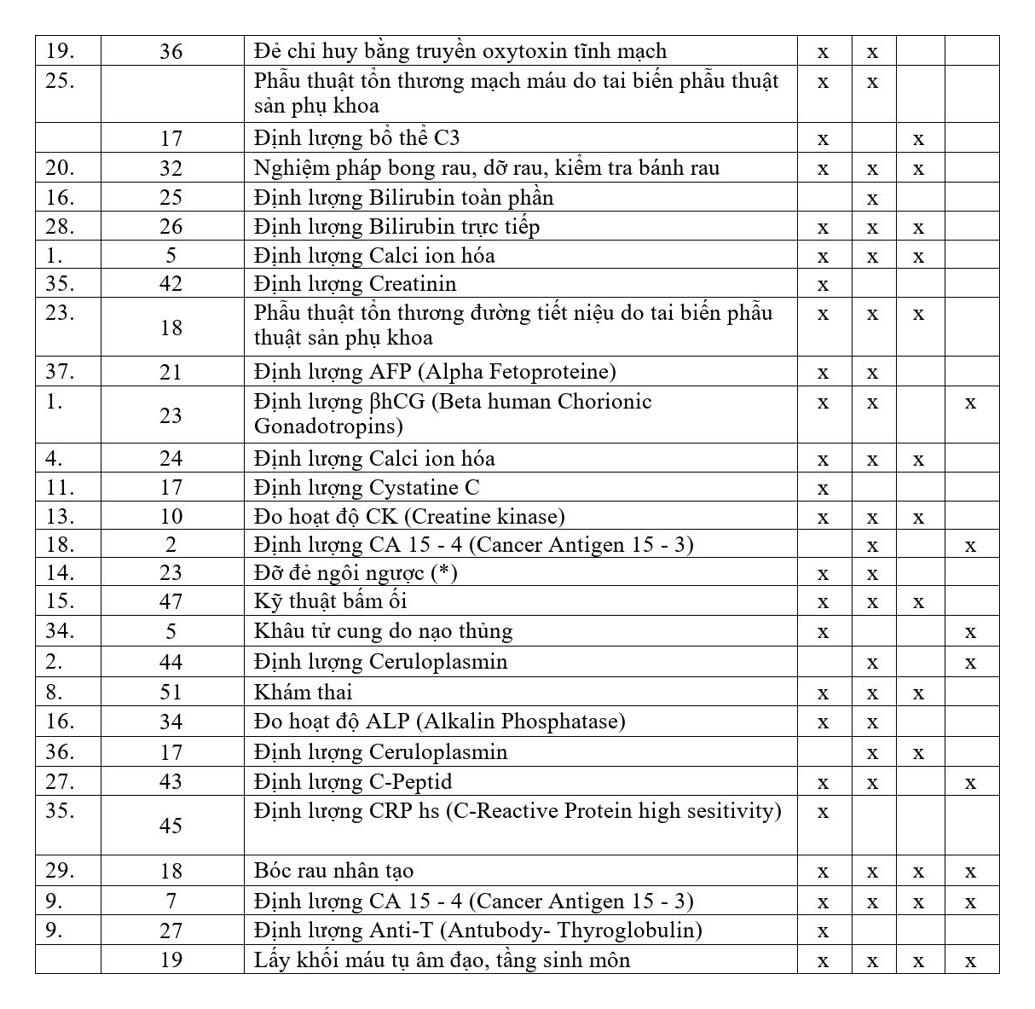 19. 36 Đẻ chỉ huy bằng truyền oxytoxin tĩnh mạch x x
25. Phẫu thuật tổn thương mạch máu do tai biến phẫu thuật x x
sản phụ khoa
17 Định lượng bổ thể C3 x x
20. 32 Nghiệm pháp bong rau, dỡ rau, kiểm tra bánh rau x x x
16. 25 Định lượng Bilirubin toàn phần x
28. 26 Định lượng Bilirubin trực tiếp x x x
1. 5 Định lượng Calci ion hóa x x x
35. 42 Định lượng Creatinin x
23. 18 Phẫu thuật tổn thương đường tiết niệu do tai biến phẫu x x x
thuật sản phụ khoa
37. 21 Định lượng AFP (Alpha Fetoproteine) x x
1. 23 Định lượng βhCG (Beta human Chorionic x x x
Gonadotropins)
4. 24 Định lượng Calci ion hóa x x x
11. 17 Định lượng Cystatine C x
13. 10 Đo hoạt độ CK (Creatine kinase) x x x
18. 2 Định lượng CA 15 - 4 (Cancer Antigen 15 - 3) x x
14. 23 Đỡ đẻ ngôi ngược (*) x x
15. 47 Kỹ thuật bấm ối x x x
34. 5 Khâu tử cung do nạo thủng x x
2. 44 Định lượng Ceruloplasmin x x
8. 51 Khám thai x x x
16. 34 Đo hoạt độ ALP (Alkalin Phosphatase) x x
36. 17 Định lượng Ceruloplasmin x x
27. 43 Định lượng C-Peptid x x x
35. 45 Định lượng CRP hs (C-Reactive Protein high sesitivity) x
29. 18 Bóc rau nhân tạo x x x x
9. 7 Định lượng CA 15 - 4 (Cancer Antigen 15 - 3) x x x x
9. 27 Định lượng Anti-T (Antubody- Thyroglobulin) x
19 Lấy khối máu tụ âm đạo, tầng sinh môn x x x x